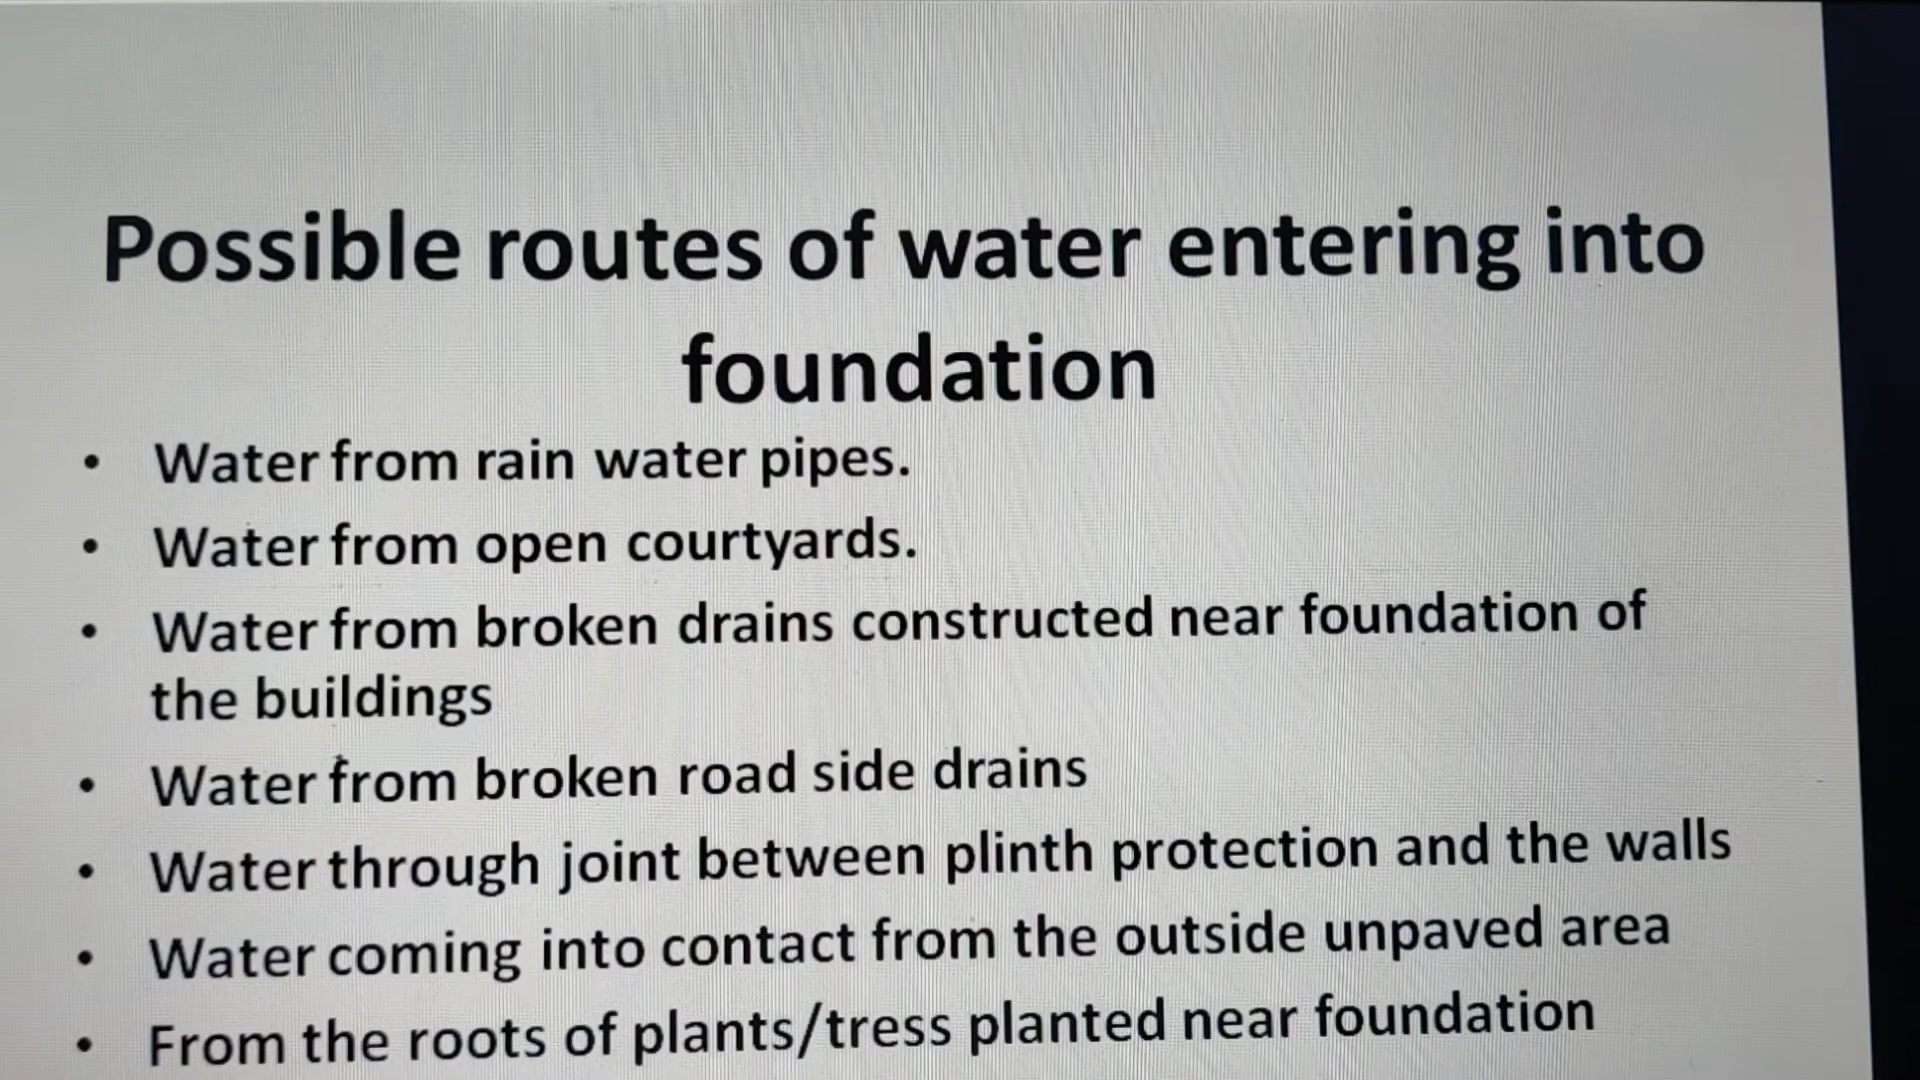 Possible routes of water entering into
foundation
• Water from rain water pipes.
• Water from open courtyards.
• Water from broken drains constructed near foundation of
the buildings
• Water from broken road side drains
• Water through joint between plinth protection and the walls
• Water coming into contact from the outside unpaved area
• From the roots of plants/tress planted near foundation